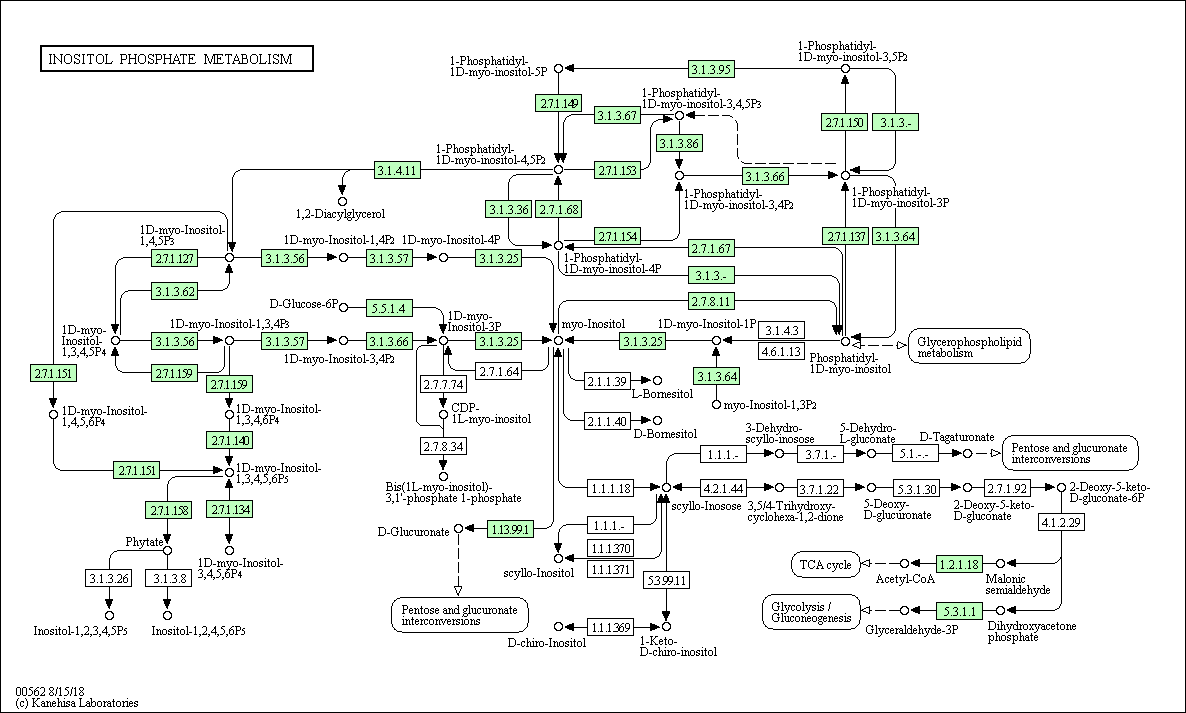 INOSITOL PHOSPHATE METABOLISM
1-Phosphatidyl-
1D-myo-inositol-5P
3.1.3.95
1-Phosphatidyl-
1D-myo-inositol-3,5P2
2.7.1.149
3.1.3.67
1-Phosphatidyl-
1D-myo-inositol-3,4,5P3
2.7.1.150
3.1.3.-
3.1.3.86
1-Phosphatidyl-
1D-myo-inositol-4,5P2
3.1.4.11
2.7.1.153
3.1.3.66
1-Phosphatidyl-
1D-myo-inositol-3,4P2
1-Phosphatidyl-
1D-myo-inositol-3P
1,2-Diacylglycerol
3.1.3.36
2.7.1.68
2.7.1.154
2.7.1.137
3.1.3.64
1D-myo-Inositol-
1,4,5P3
1D-myo-Inositol-1,4P2
1D-myo-Inositol-4P
2.7.1.67
2.7.1.127
3.1.3.56
3.1.3.57
3.1.3.25
1-Phosphatidyl-
1D-myo-inositol-4P
3.1.3.-
3.1.3.62
D-Glucose-6P
5.5.1.4
2.7.8.11
1D-myo-
Inositol-
1,3,4,5P4
1D-myo-Inositol-1,3,4P3
1D-myo-
Inositol-3P
myo-Inositol
1D-myo-Inositol-1P
3.1.4.3
3.1.3.56
3.1.3.57
3.1.3.66
3.1.3.25
3.1.3.25
4.6.1.13
Glycerophospholipid
metabolism
1D-myo-Inositol-3,4P2
Phosphatidyl-
1D-myo-inositol
2.7.1.151
2.7.1.159
2.7.1.159
2.7.7.74
2.7.1.64
2.1.1.39
L-Bornesitol
3.1.3.64
myo-Inositol-1,3P2
1D-myo-Inositol-
1,4,5,6P4
1D-myo-Inositol-
1,3,4,6P4
CDP-
1L-myo-inositol
2.1.1.40
D-Bornesitol
2.7.1.140
2.7.8.34
3-Dehydro-
scyllo-inosose
5-Dehydro-
L-gluconate
D-Tagaturonate
1.1.1.-
3.7.1.-
5.1.-.-
Pentose and glucuronate
interconversions
2.7.1.151
1D-myo-Inositol-
1,3,4,5,6P5
Bis(1L-myo-inositol)-
3,1'-phosphate 1-phosphate
1.1.1.18
4.2.1.44
3.7.1.22
5.3.1.30
2.7.1.92
scyllo-Inosose
3,5/4-Trihydroxy-
cyclohexa-1,2-dione
5-Deoxy-
D-glucuronate
2-Deoxy-5-keto-
D-gluconate
2-Deoxy-5-keto-
D-gluconate-6P
2.7.1.158
2.7.1.134
D-Glucuronate
1.13.99.1
1.1.1.-
4.1.2.29
Phytate
1D-myo-Inositol-
3,4,5,6P4
1.1.1.370
1.1.1.371
scyllo-Inositol
TCA cycle
1.2.1.18
Acetyl-CoA
Malonic
semialdehyde
3.1.3.26
3.1.3.8
5.3.99.11
Inositol-1,2,3,4,5P5
Inositol-1,2,4,5,6P5
Pentose and glucuronate
interconversions
Glycolysis /
Gluconeogenesis
5.3.1.1
Glyceraldehyde-3P
Dihydroxyacetone
phosphate
D-chiro-Inositol
1.1.1.369
1-Keto-
D-chiro-inositol
00562 8/15/18
(c) Kanehisa Laboratories